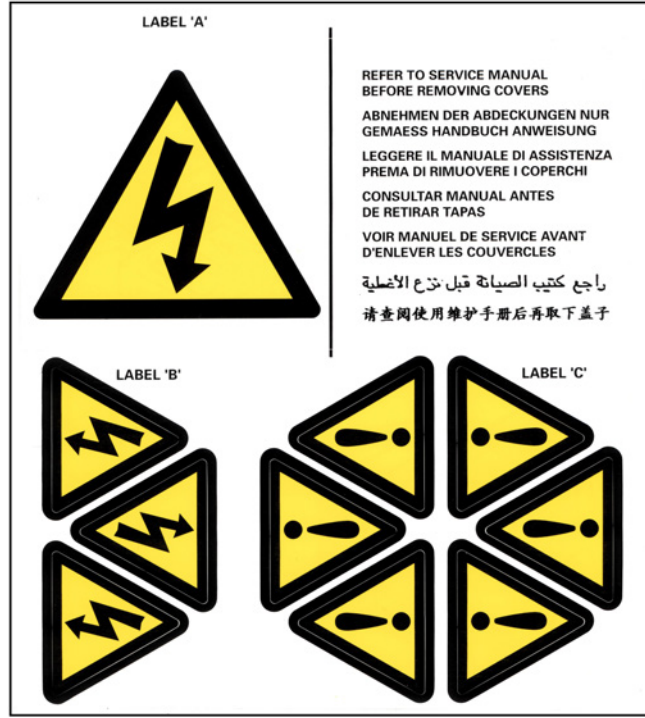 LABEL 'A'
REFER TO SERVICE MANUAL
BEFORE REMOVING COVERS
ABNEHMEN DER ABDECKUNGEN NUR
GEMAESS HANDBUCH ANWEISUNG
LEGGERE IL MANUALE DI ASSISTENZA
PREMA DI RIMUOVERE I COPERCHI
CONSULTAR MANUAL ANTES
DE RETIRAR TAPAS
VOIR MANUEL DE SERVICE AVANT
D'ENLEVER LES COUVERCLES
راجع كتيب الصيانة قبل نزع الأغطية
请查阅使用维护手册后再取下盖子
LABEL 'B'
LABEL 'C'